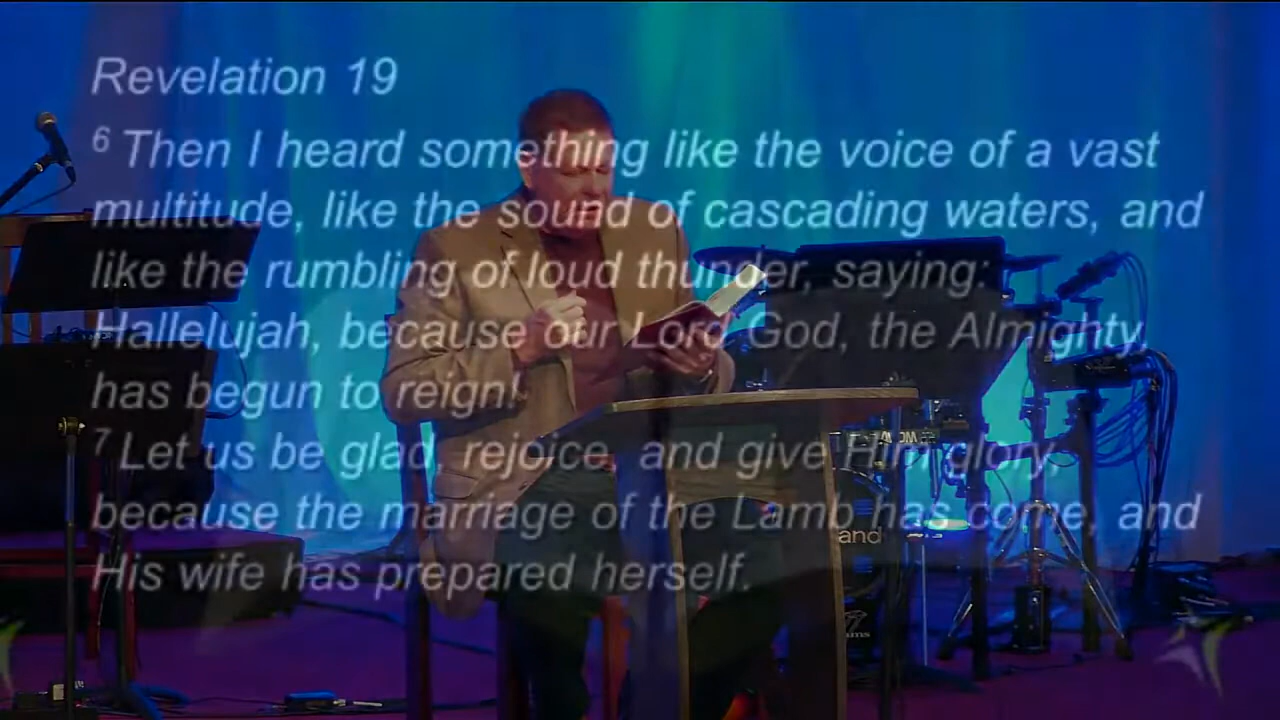 Revelation 19
6 Then I heard something like the voice of a vast
multitude, like the sound of cascading waters, and
like the rumbling of loud thunder, saying:
Hallelujah, because our Lord God, the Almighty,
has begun to reign!
7 Let us be glad, rejoice, and give Him glory,
because the marriage of the Lamb has come, and
His wife has prepared herself.
and